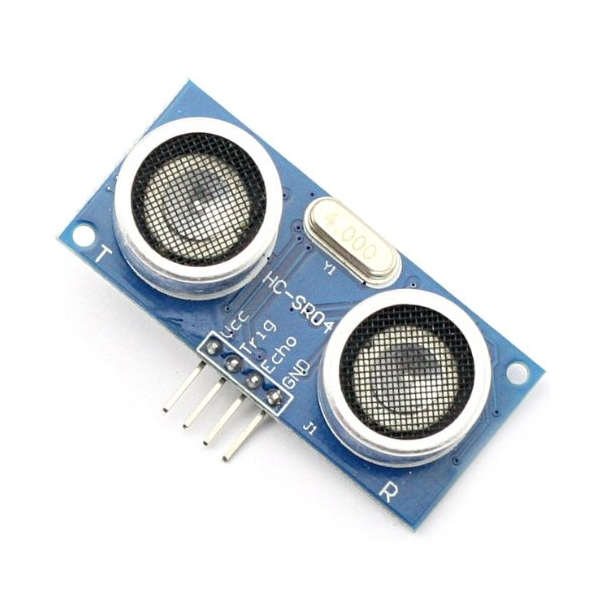 T
4.000
Y1
HC-SR04
Vcc
Trig
Echo
GND
J1
R